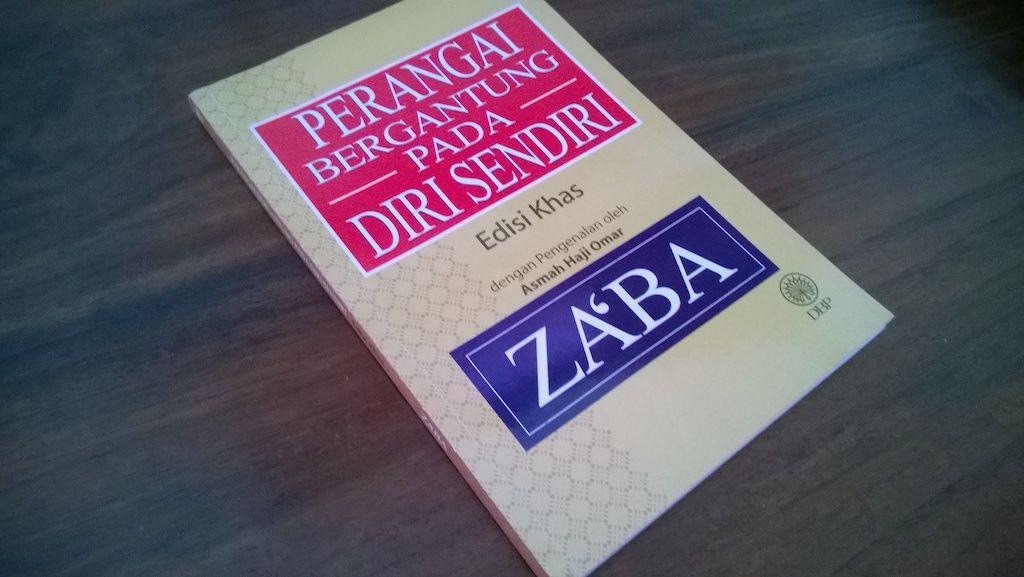 PERANGAI
BERGANTUNG
PADA
DIRI SENDIRI
Edisi Khas
dengan Pengenalan oleh
Asmah Haji Omar
ZA‘BA
DBP